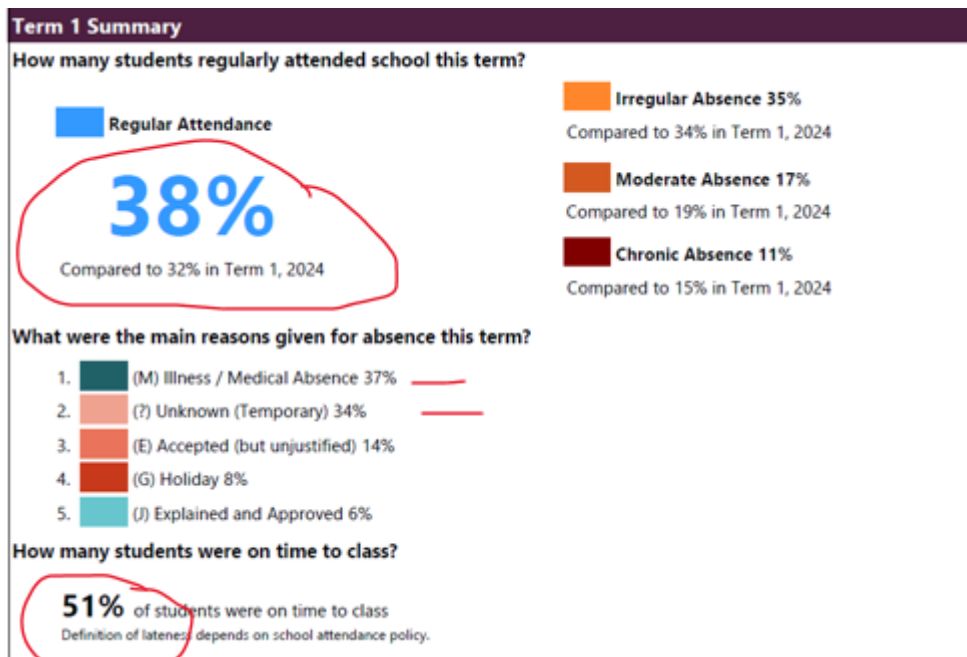 Term 1 Summary
How many students regularly attended school this term?
Regular Attendance
38%
Compared to 32% in Term 1, 2024
Irregular Absence 35%
Compared to 34% in Term 1, 2024
Moderate Absence 17%
Compared to 19% in Term 1, 2024
Chronic Absence 11%
Compared to 15% in Term 1, 2024
What were the main reasons given for absence this term?
1. (M) Illness / Medical Absence 37%
2. (?) Unknown (Temporary) 34%
3. (E) Accepted (but unjustified) 14%
4. (G) Holiday 8%
5. (J) Explained and Approved 6%
How many students were on time to class?
51% of students were on time to class
Definition of lateness depends on school attendance policy.